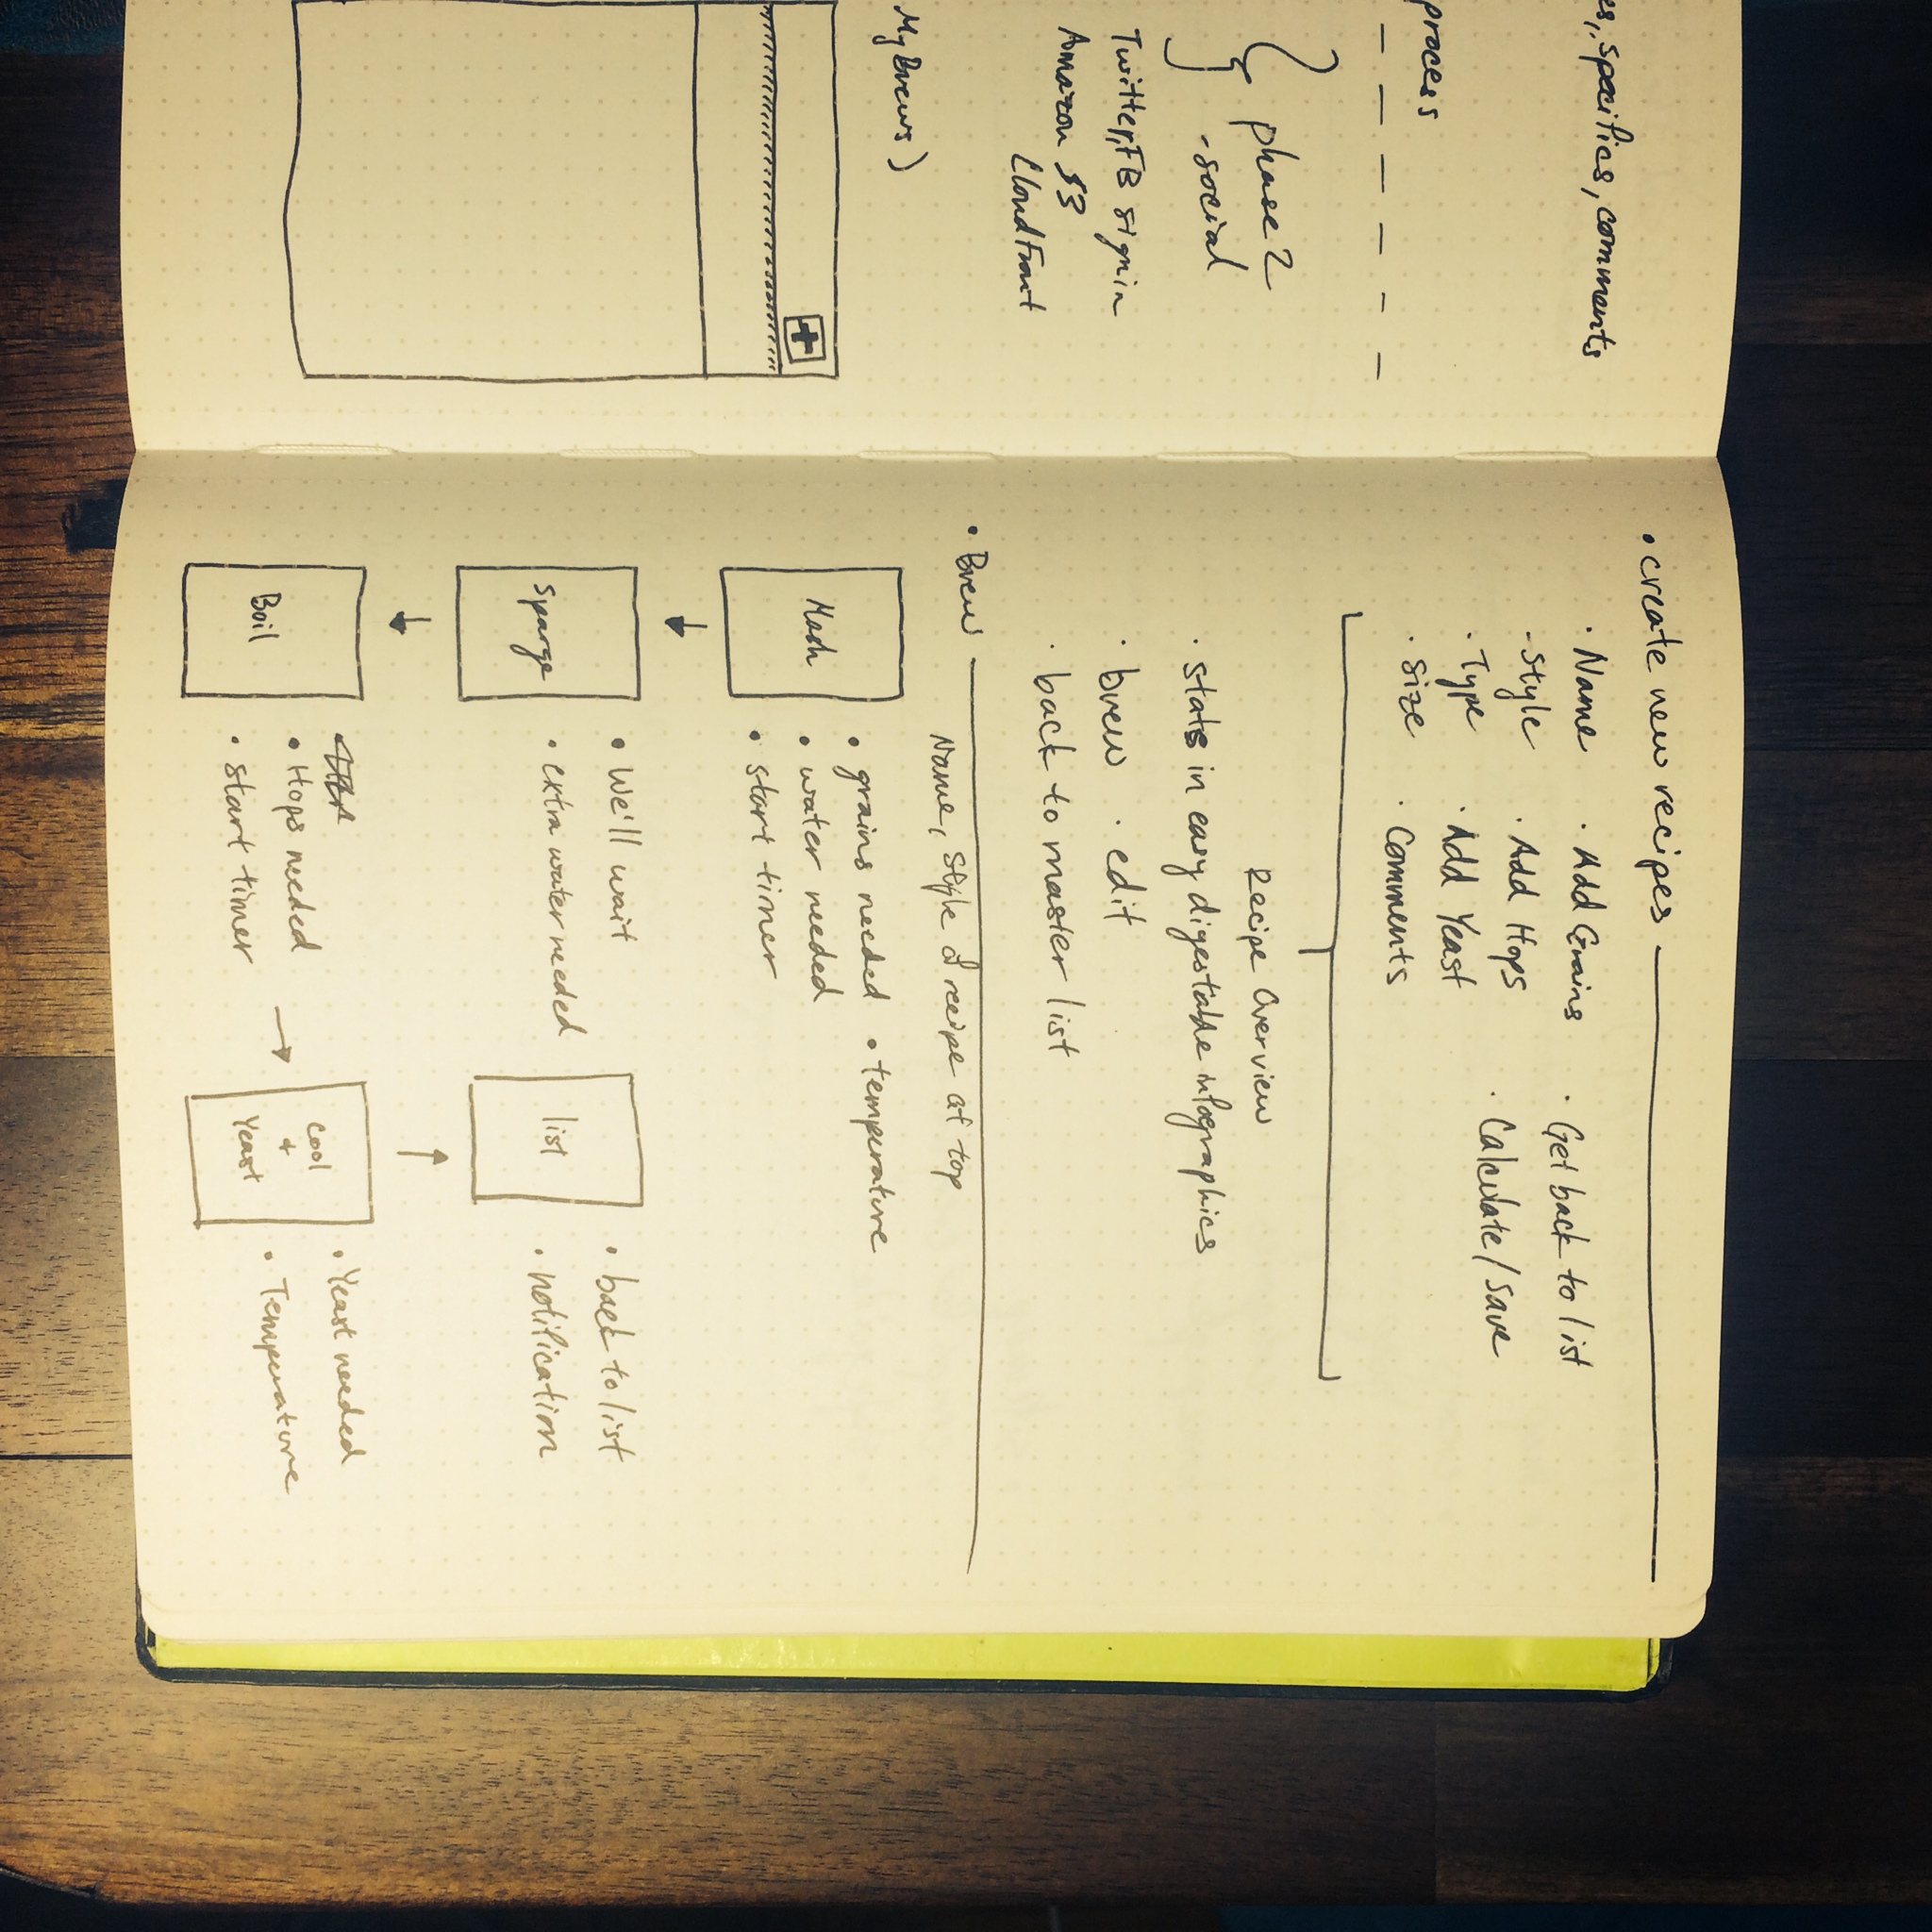 es, specifics, comments
process
phase 2
- social
Twitter, FB signin
Amazon S3
CloudFront
MyBrews)
+
• create new recipes
• Name • Add Grains • Get back to list
- style • Add Hops • Calculate/save
• Type • Add Yeast
• size • Comments
Recipe Overview
• stats in easy digestable infographics
• brew • edit
• back to master list
• Brew
Name, style & recipe at top
Mash • grains needed • temperature
• water needed
• start timer
Sparge • We'll wait
• extra water needed
list • back to list
• notification
Boil • Hops needed
• start timer
cool + Yeast • Yeast needed
• Temperature